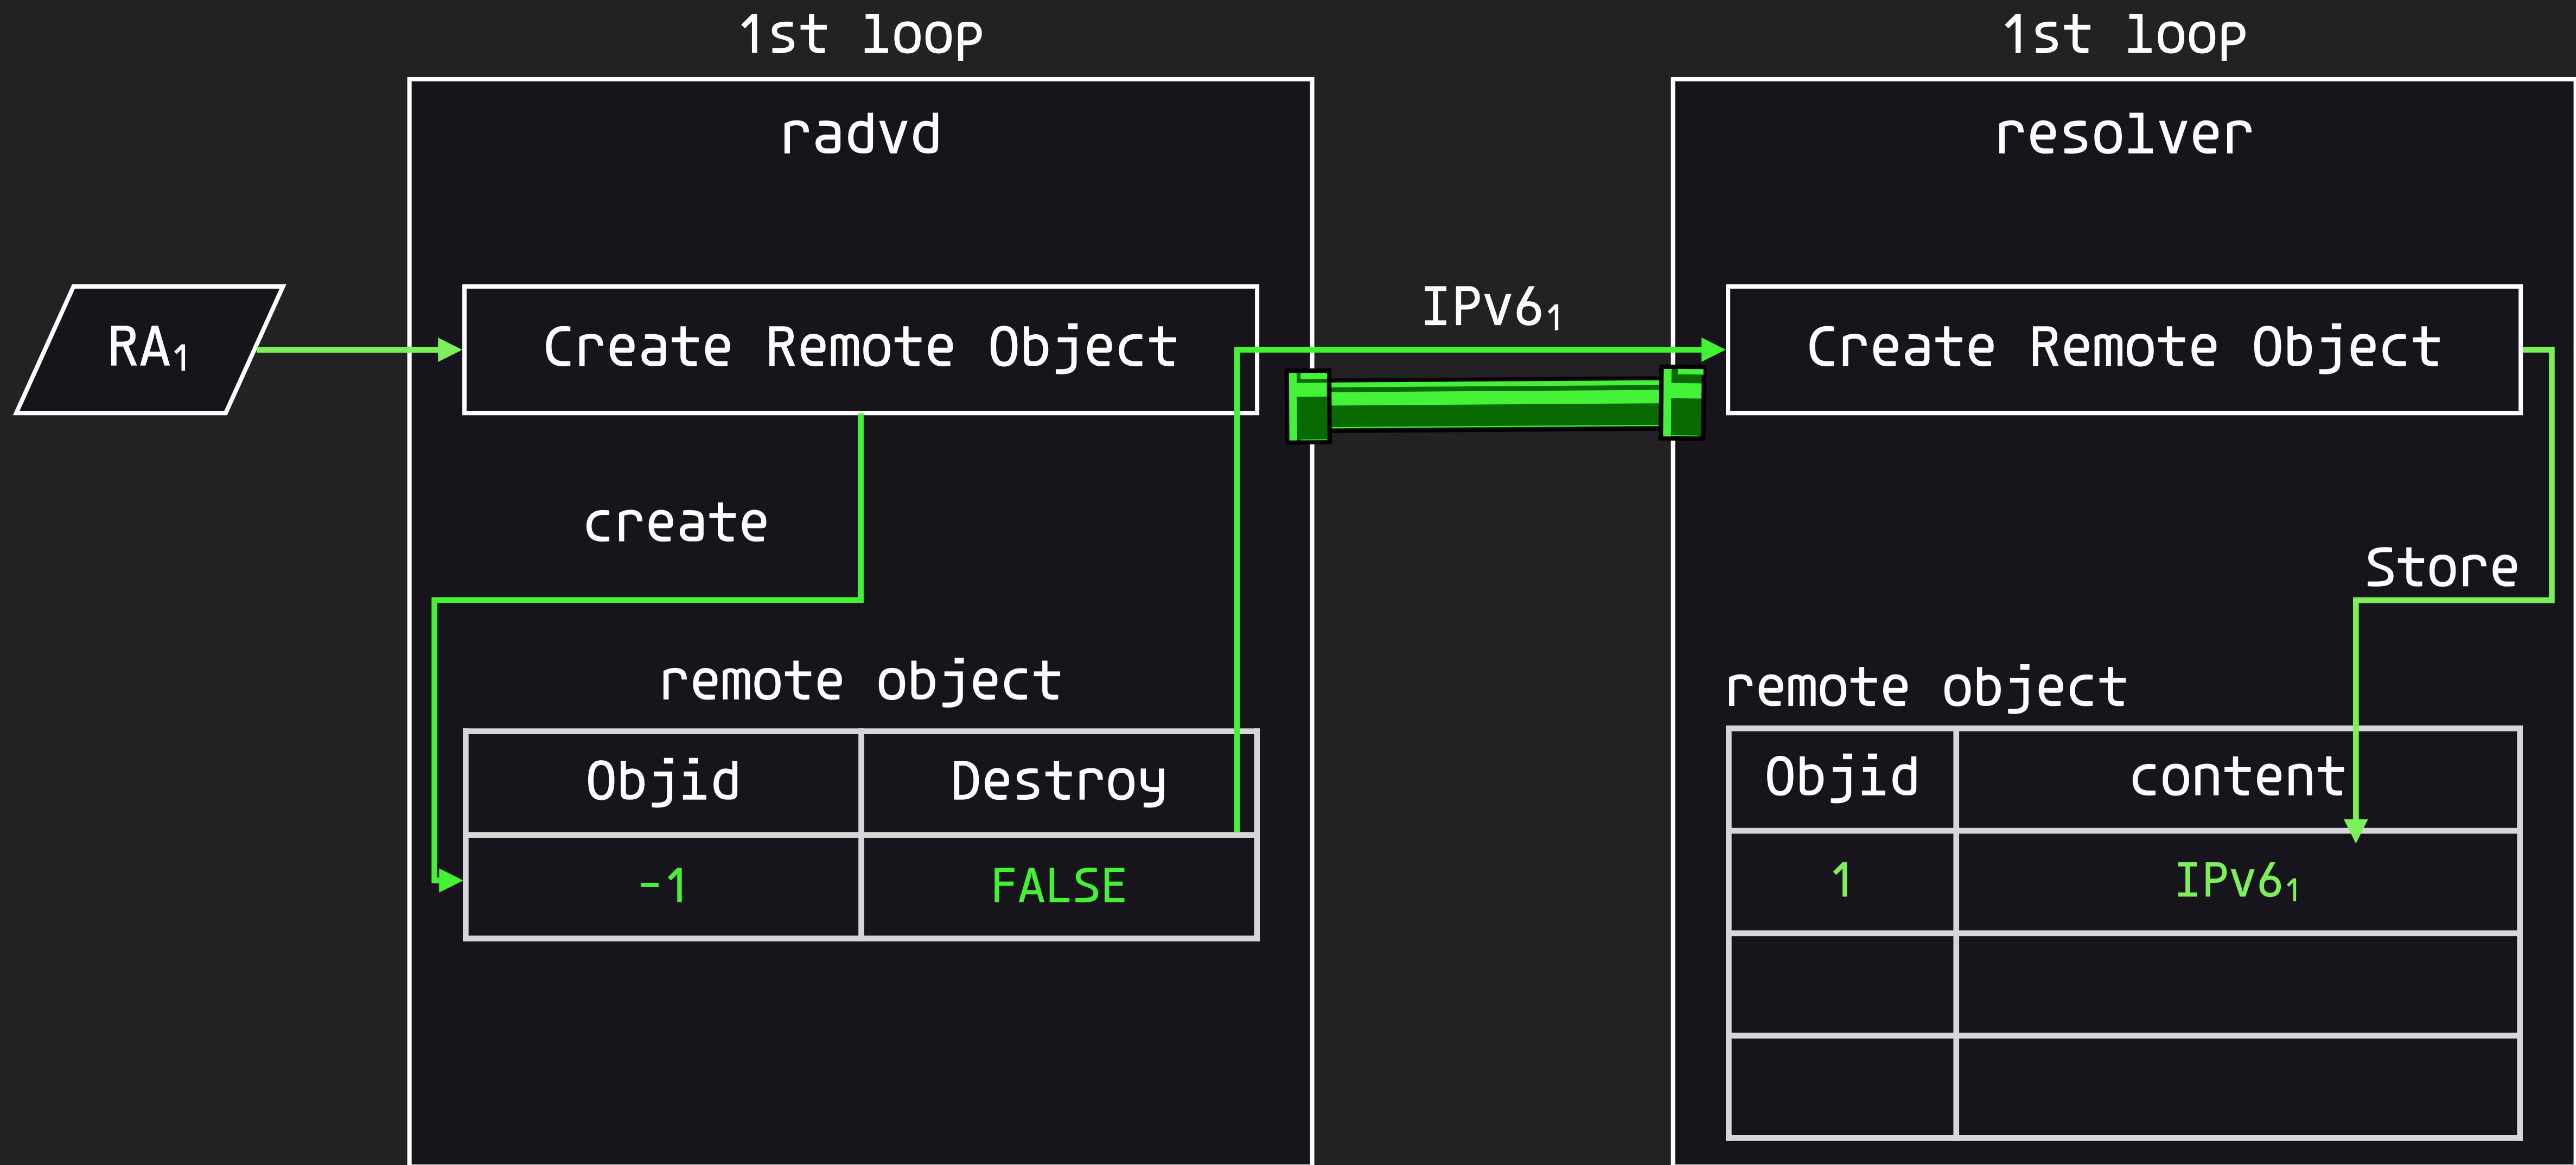 1st loop
radvd
RA₁
Create Remote Object
create
remote object
Objid Destroy
-1 FALSE
IPv6₁
1st loop
resolver
Create Remote Object
Store
remote object
Objid content
1 IPv6₁